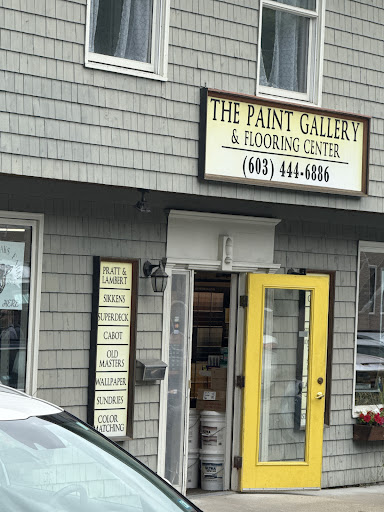 THE PAINT GALLERY
& FLOORING CENTER
(603) 444-6886
PRATT &
LAMBERT
SIKKENS
SUPERDECK
CABOT
OLD
MASTERS
WALLPAPER
SUNDRIES
COLOR
MATCHING